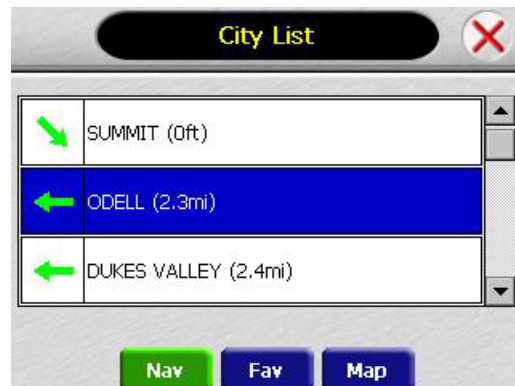 City List
SUMMIT (0ft)
ODELL (2.3mi)
DUKES VALLEY (2.4mi)
Nav Fav Map